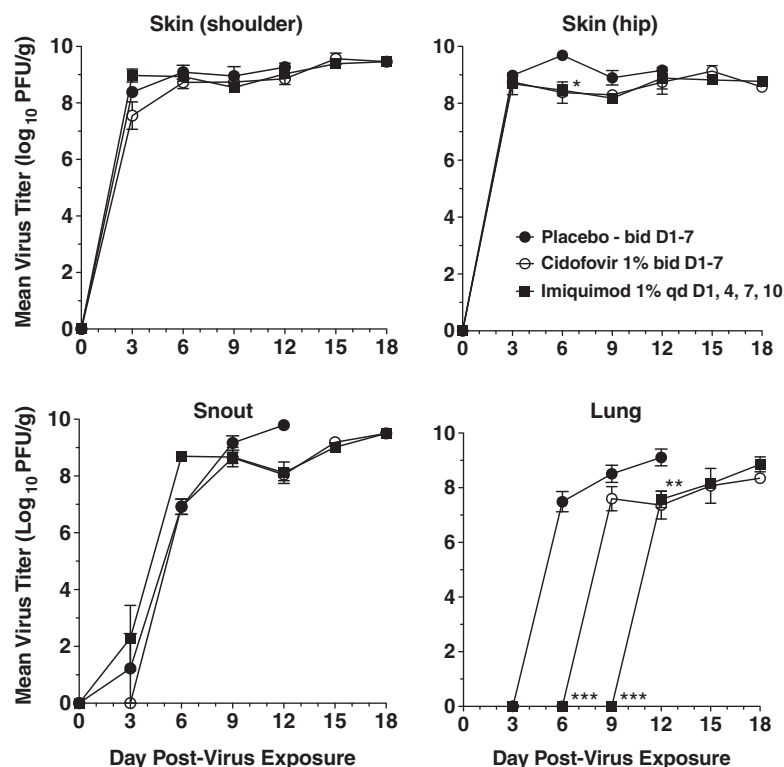 Skin (shoulder)
Mean Virus Titer (log10 PFU/g)
10
8
6
4
2
0
0 3 6 9 12 15 18
Skin (hip)
10
8
6
4
2
0
*
Placebo - bid D1-7
Cidofovir 1% bid D1-7
Imiquimod 1% qd D1, 4, 7, 10
0 3 6 9 12 15 18
Snout
Mean Virus Titer (Log10 PFU/g)
10
8
6
4
2
0
0 3 6 9 12 15 18
Day Post-Virus Exposure
Lung
10
8
6
4
2
0
**
*** ***
0 3 6 9 12 15 18
Day Post-Virus Exposure